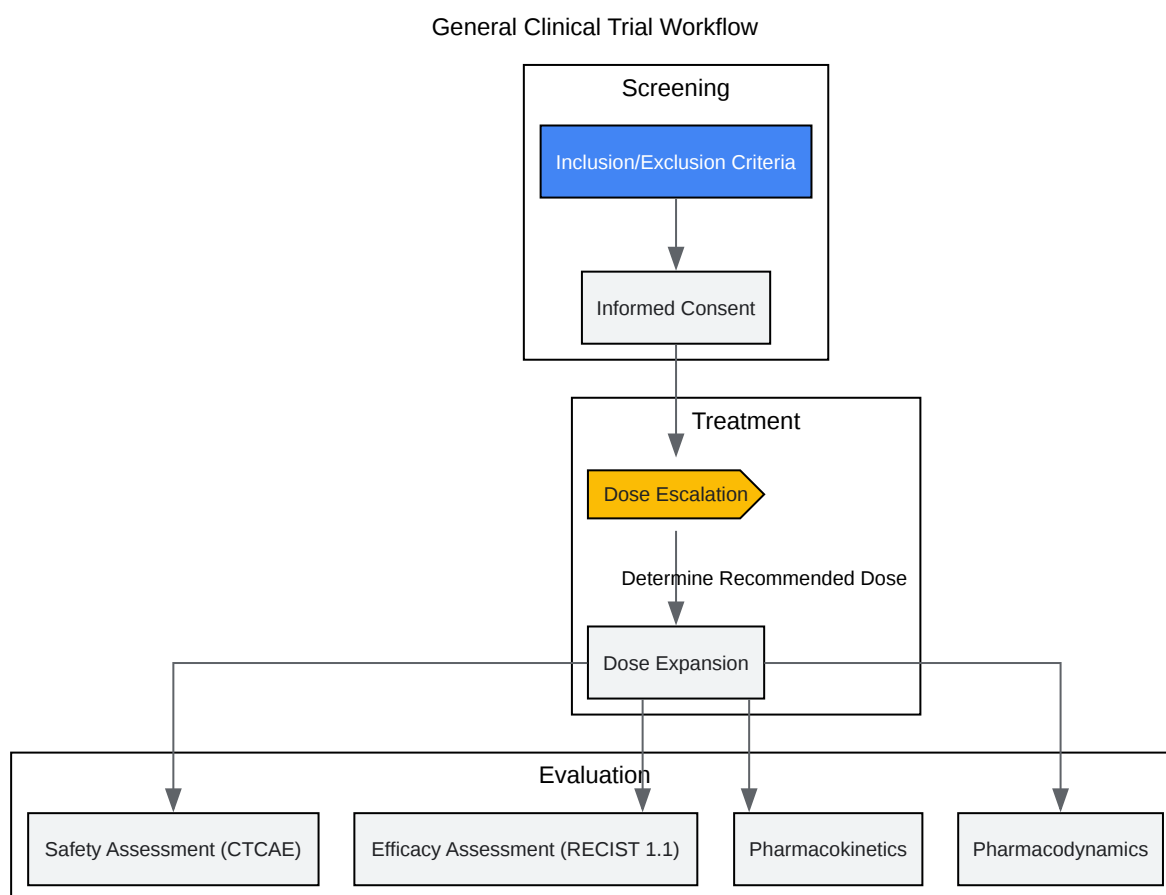 General Clinical Trial Workflow
Screening
Inclusion/Exclusion Criteria
Informed Consent
Treatment
Dose Escalation
Determine Recommended Dose
Dose Expansion
Evaluation
Safety Assessment (CTCAE)
Efficacy Assessment (RECIST 1.1)
Pharmacokinetics
Pharmacodynamics